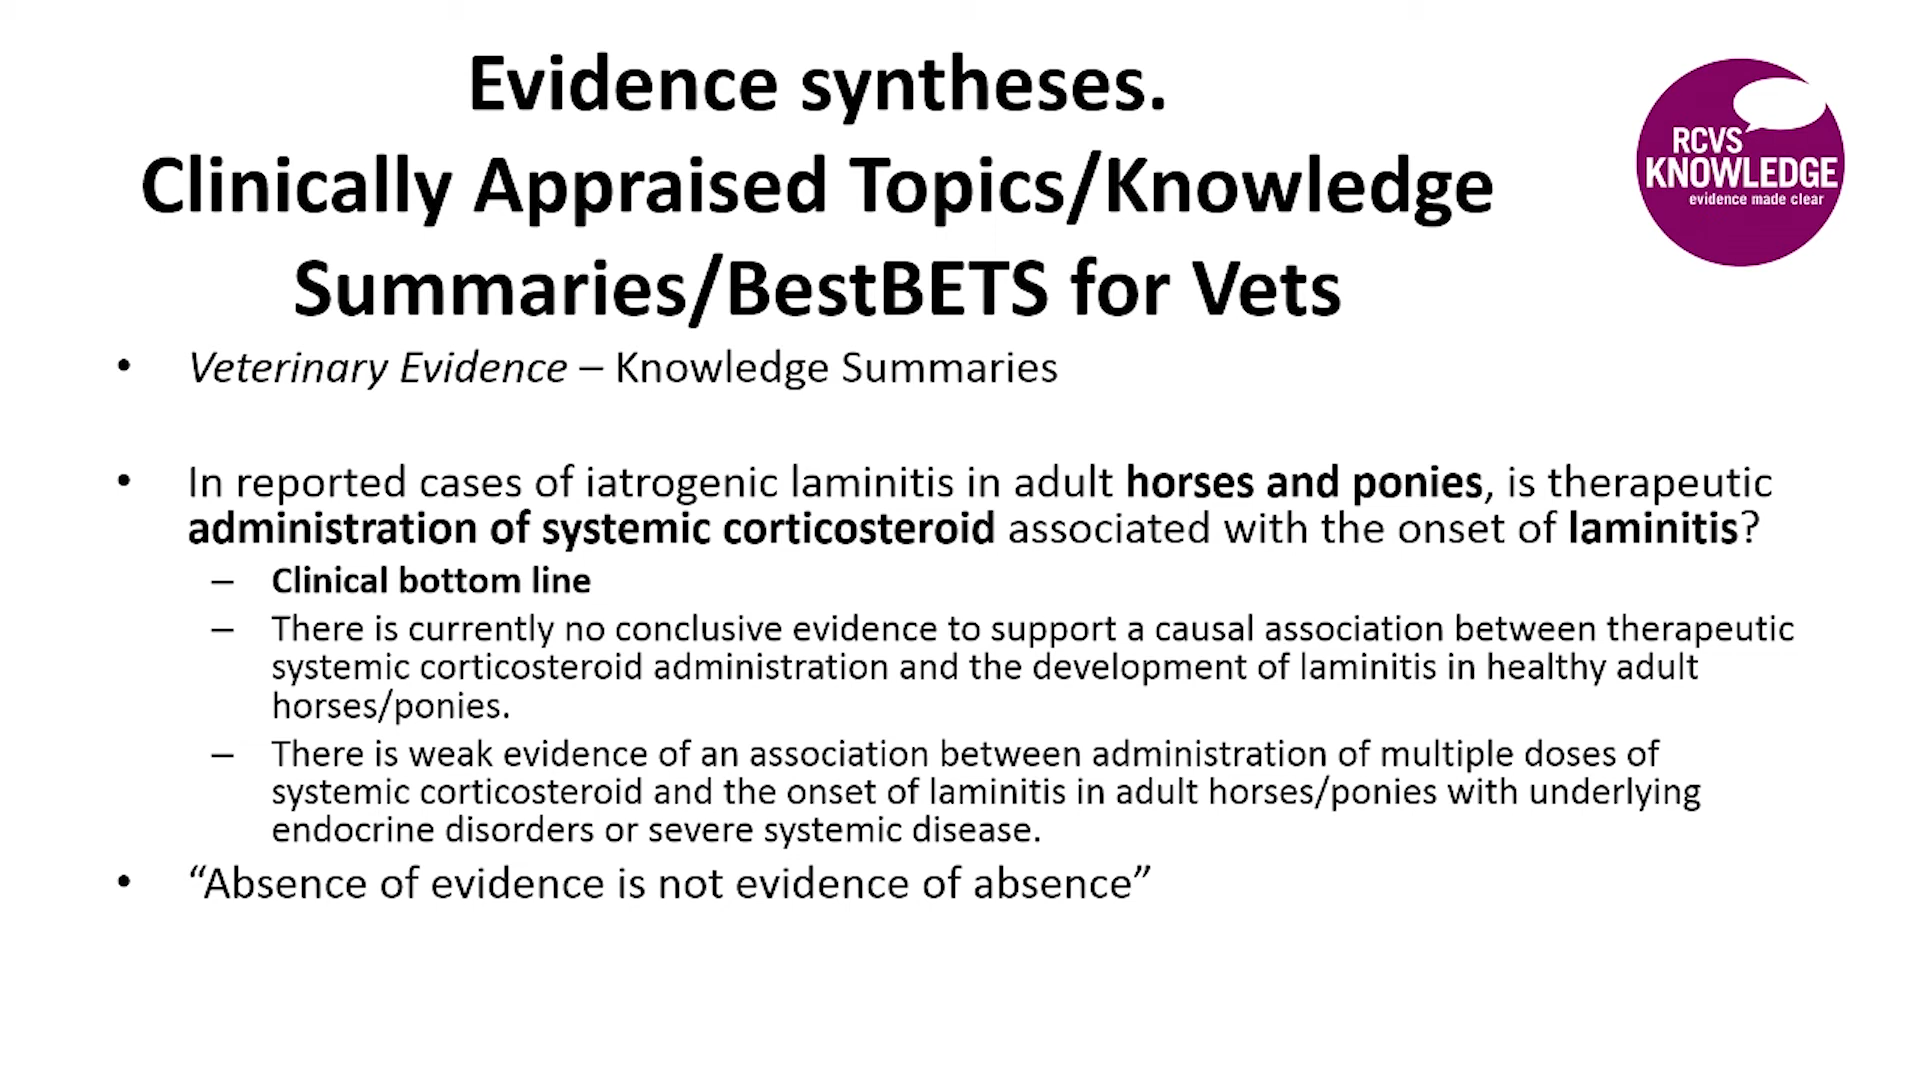 Evidence syntheses.
Clinically Appraised Topics/Knowledge
Summaries/BestBETS for Vets
RCVS
KNOWLEDGE
evidence made clear
• Veterinary Evidence – Knowledge Summaries
• In reported cases of iatrogenic laminitis in adult horses and ponies, is therapeutic
administration of systemic corticosteroid associated with the onset of laminitis?
– Clinical bottom line
– There is currently no conclusive evidence to support a causal association between therapeutic
systemic corticosteroid administration and the development of laminitis in healthy adult
horses/ponies.
– There is weak evidence of an association between administration of multiple doses of
systemic corticosteroid and the onset of laminitis in adult horses/ponies with underlying
endocrine disorders or severe systemic disease.
• “Absence of evidence is not evidence of absence”